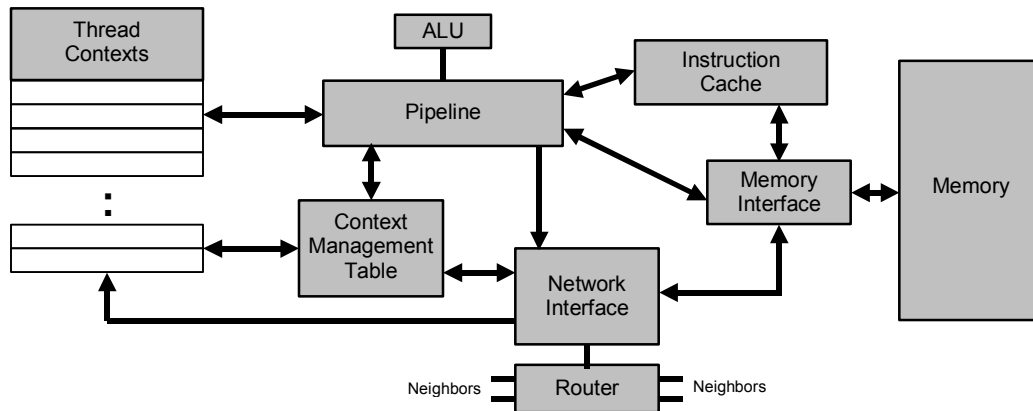 Thread
Contexts
ALU
Pipeline
Instruction
Cache
Memory
Interface
Memory
Context
Management
Table
Network
Interface
Router
Neighbors
Neighbors